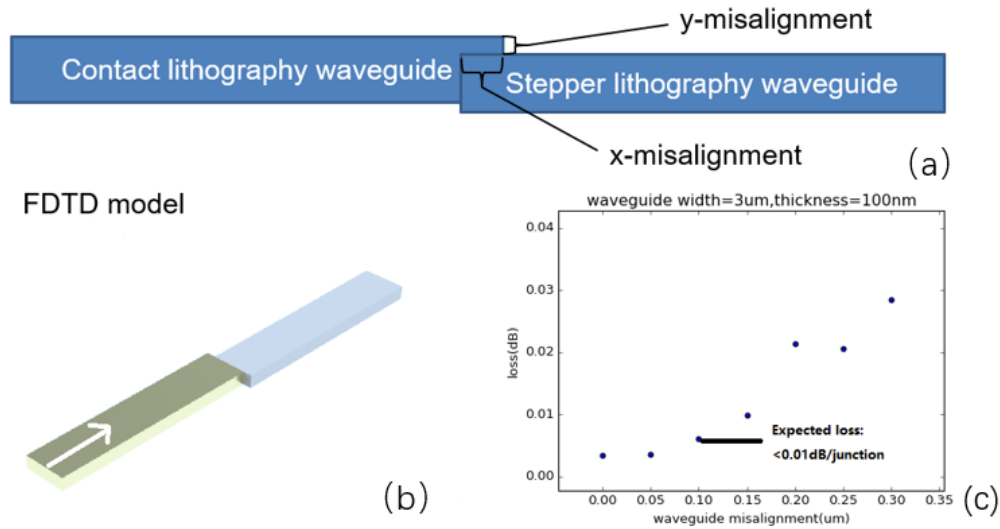 y-misalignment
Contact lithography waveguide
Stepper lithography waveguide
x-misalignment
(a)
FDTD model
(b)
waveguide width=3um,thickness=100nm
0.04
0.03
0.02
0.01
0.00
loss(dB)
Expected loss:
<0.01dB/junction
0.00 0.05 0.10 0.15 0.20 0.25 0.30 0.35
waveguide misalignment(um)
(c)